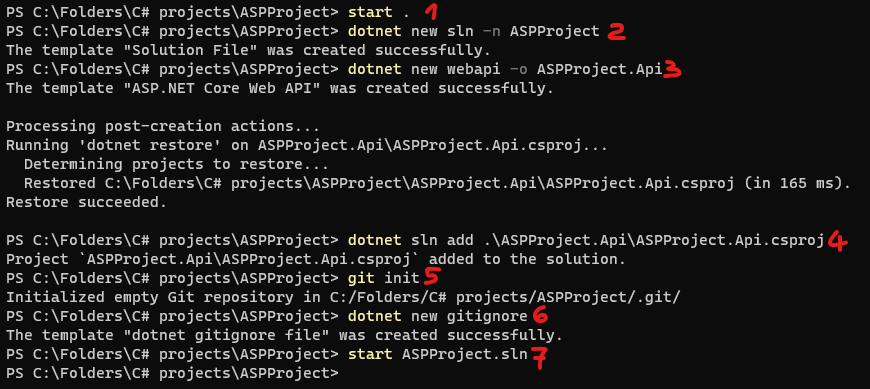 PS C:\Folders\C# projects\ASPProject> start . 1
PS C:\Folders\C# projects\ASPProject> dotnet new sln -n ASPProject 2
The template "Solution File" was created successfully.
PS C:\Folders\C# projects\ASPProject> dotnet new webapi -o ASPProject.Api 3
The template "ASP.NET Core Web API" was created successfully.
Processing post-creation actions...
Running 'dotnet restore' on ASPProject.Api\ASPProject.Api.csproj...
Determining projects to restore...
Restored C:\Folders\C# projects\ASPProject\ASPProject.Api\ASPProject.Api.csproj (in 165 ms).
Restore succeeded.
PS C:\Folders\C# projects\ASPProject> dotnet sln add .\ASPProject.Api\ASPProject.Api.csproj 4
Project `ASPProject.Api\ASPProject.Api.csproj` added to the solution.
PS C:\Folders\C# projects\ASPProject> git init 5
Initialized empty Git repository in C:/Folders/C# projects/ASPProject/.git/
PS C:\Folders\C# projects\ASPProject> dotnet new gitignore 6
The template "dotnet gitignore file" was created successfully.
PS C:\Folders\C# projects\ASPProject> start ASPProject.sln 7
PS C:\Folders\C# projects\ASPProject>